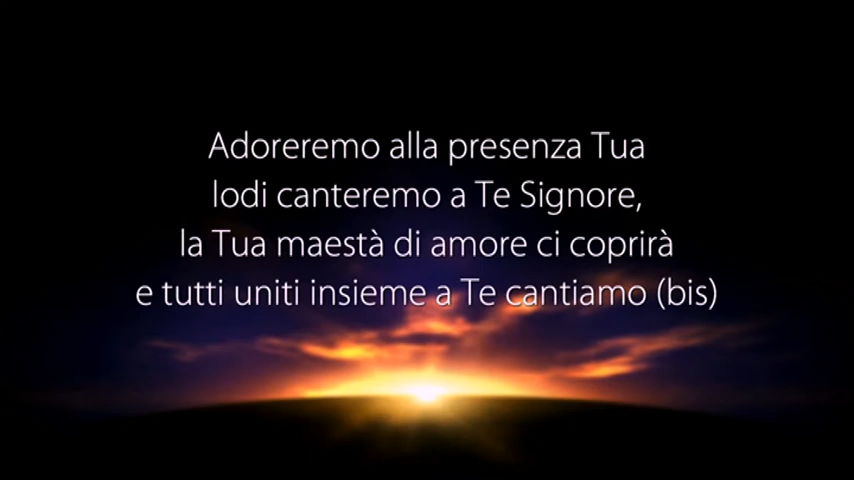 Adoreremo alla presenza Tua
lodi canteremo a Te Signore,
la Tua maestà di amore ci coprirà
e tutti uniti insieme a Te cantiamo (bis)